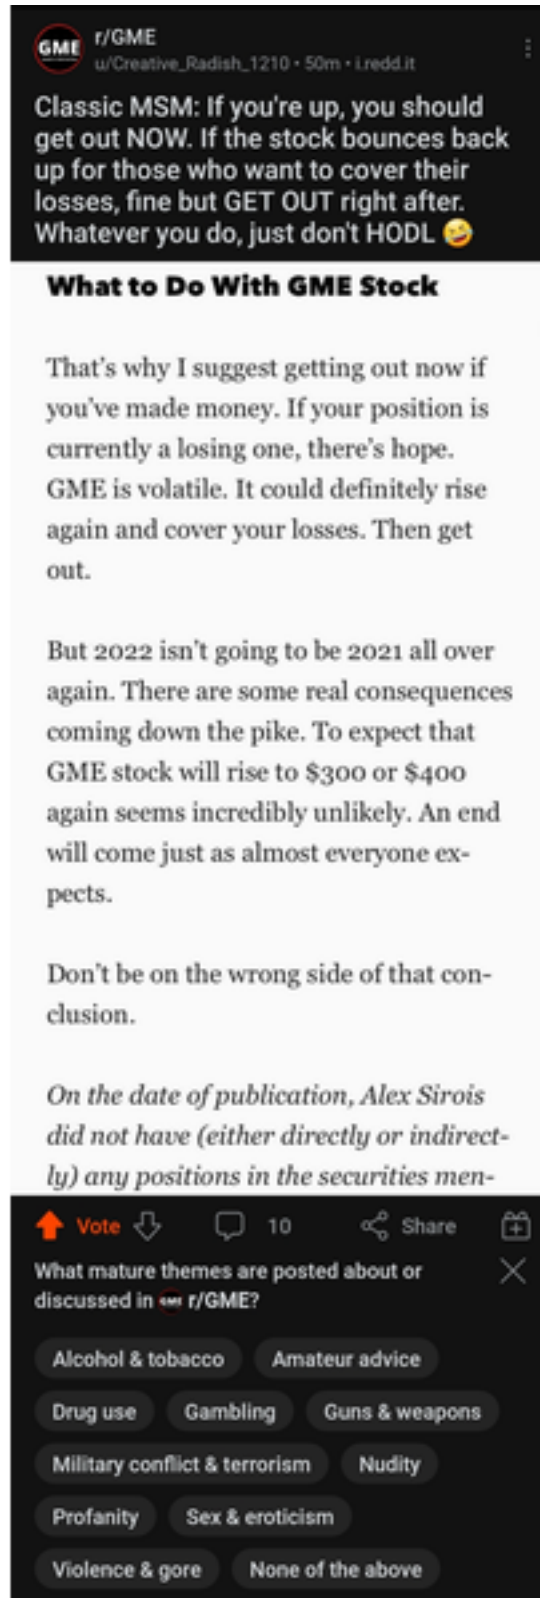 GME
r/GME
u/Creative_Radish_1210 • 50m • i.redd.it
Classic MSM: If you're up, you should
get out NOW. If the stock bounces back
up for those who want to cover their
losses, fine but GET OUT right after.
Whatever you do, just don't HODL 🤣
What to Do With GME Stock
That's why I suggest getting out now if
you've made money. If your position is
currently a losing one, there's hope.
GME is volatile. It could definitely rise
again and cover your losses. Then get
out.
But 2022 isn't going to be 2021 all over
again. There are some real consequences
coming down the pike. To expect that
GME stock will rise to $300 or $400
again seems incredibly unlikely. An end
will come just as almost everyone ex-
pects.
Don't be on the wrong side of that con-
clusion.
On the date of publication, Alex Sirois
did not have (either directly or indirect-
ly) any positions in the securities men-
Vote 10 Share
What mature themes are posted about or
discussed in GME r/GME?
Alcohol & tobacco Amateur advice
Drug use Gambling Guns & weapons
Military conflict & terrorism Nudity
Profanity Sex & eroticism
Violence & gore None of the above